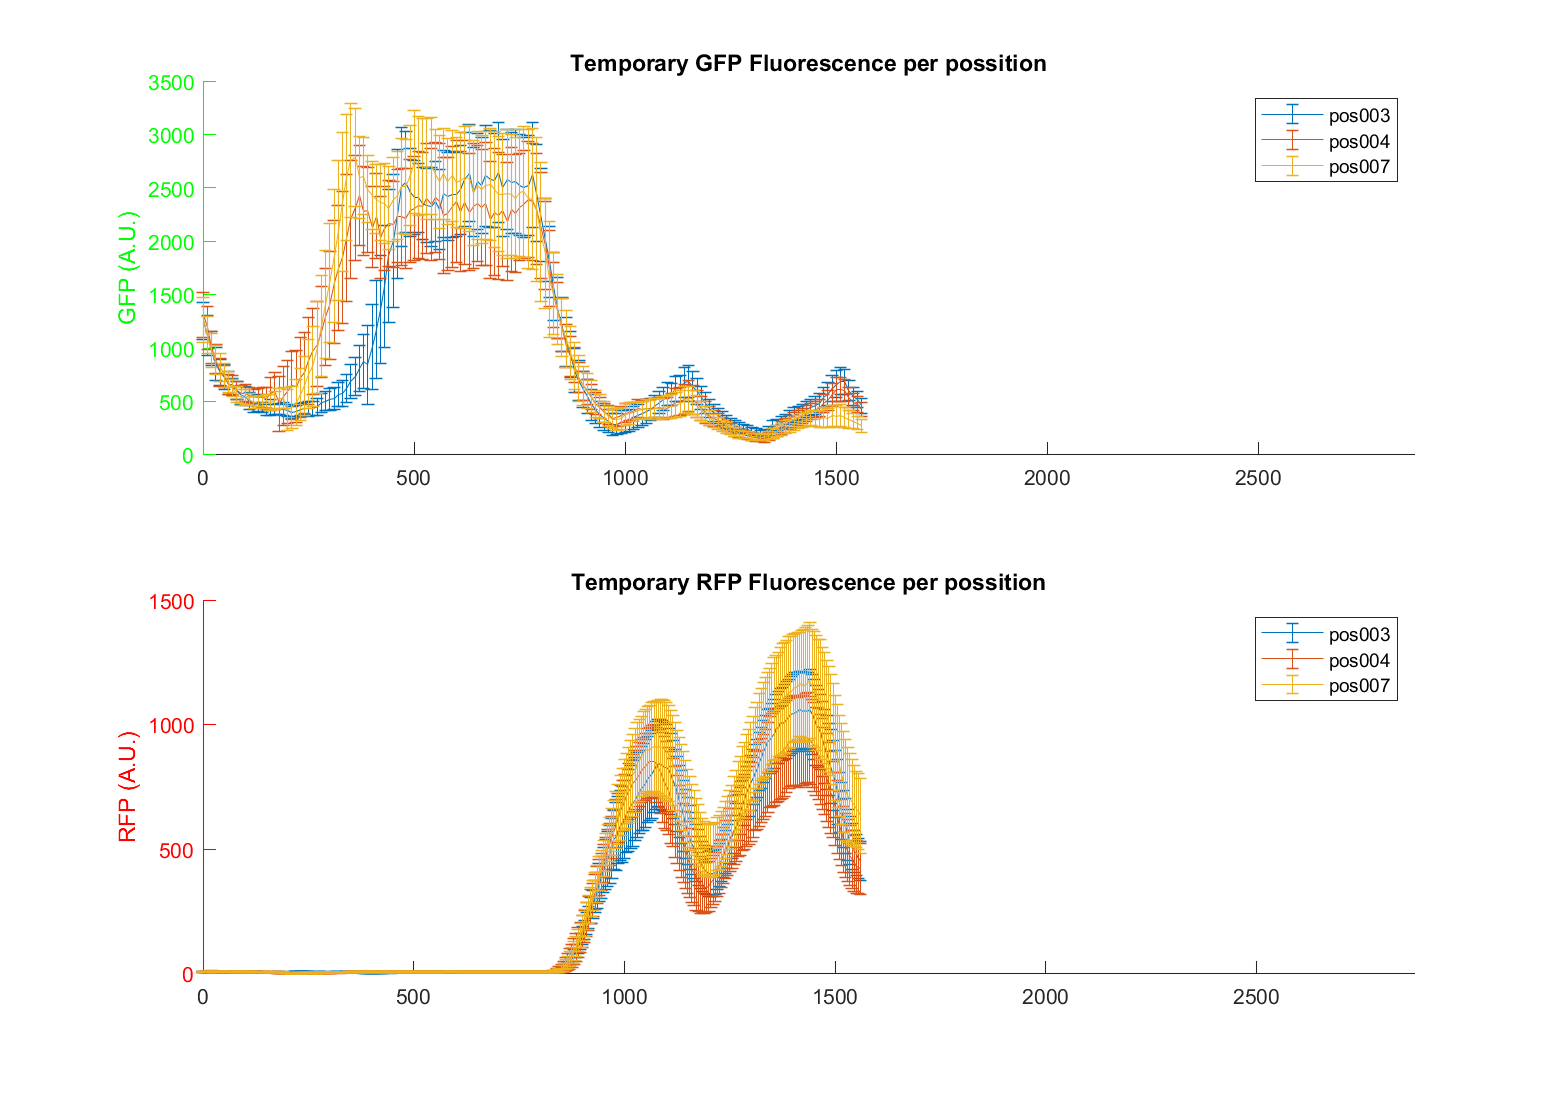 Temporary GFP Fluorescence per possition
3500
3000
2500
2000
1500
1000
500
0
GFP (A.U.)
0 500 1000 1500 2000 2500
pos003
pos004
pos007
Temporary RFP Fluorescence per possition
1500
1000
500
0
RFP (A.U.)
0 500 1000 1500 2000 2500
pos003
pos004
pos007